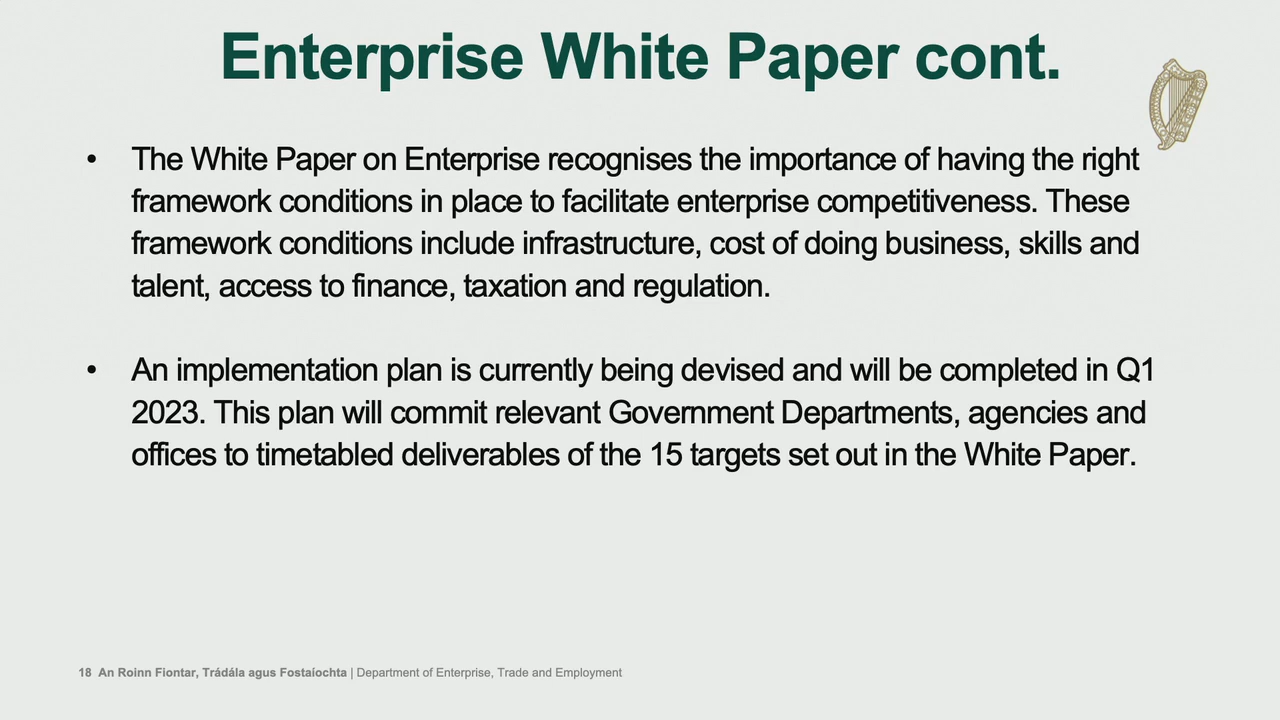 Enterprise White Paper cont.
• The White Paper on Enterprise recognises the importance of having the right
framework conditions in place to facilitate enterprise competitiveness. These
framework conditions include infrastructure, cost of doing business, skills and
talent, access to finance, taxation and regulation.
• An implementation plan is currently being devised and will be completed in Q1
2023. This plan will commit relevant Government Departments, agencies and
offices to timetabled deliverables of the 15 targets set out in the White Paper.
18 An Roinn Fiontar, Trádála agus Fostaíochta | Department of Enterprise, Trade and Employment